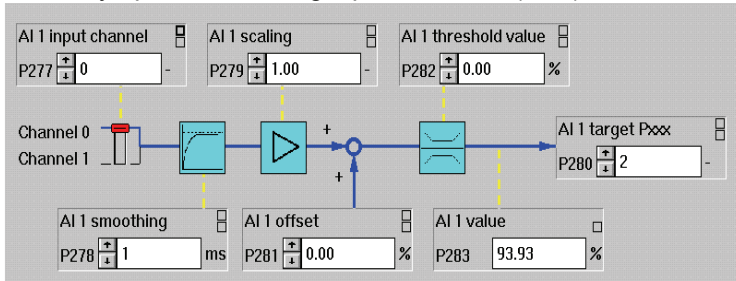 AI 1 input channel
P277 0 -
AI 1 scaling
P279 1.00 -
AI 1 threshold value
P282 0.00 %
Channel 0
Channel 1
+
+
AI 1 target Pxxx
P280 2 -
AI 1 smoothing
P278 1 ms
AI 1 offset
P281 0.00 %
AI 1 value
P283 93.93 %